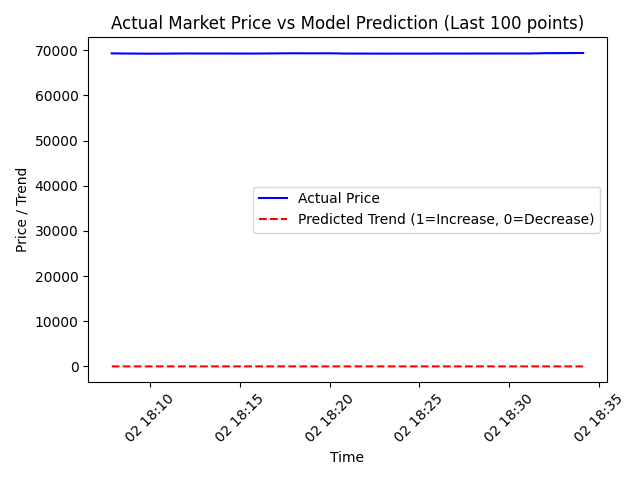 Actual Market Price vs Model Prediction (Last 100 points)
Price / Trend
70000
60000
50000
40000
30000
20000
10000
0
Actual Price
Predicted Trend (1=Increase, 0=Decrease)
02 18:10
02 18:15
02 18:20
02 18:25
02 18:30
02 18:35
Time